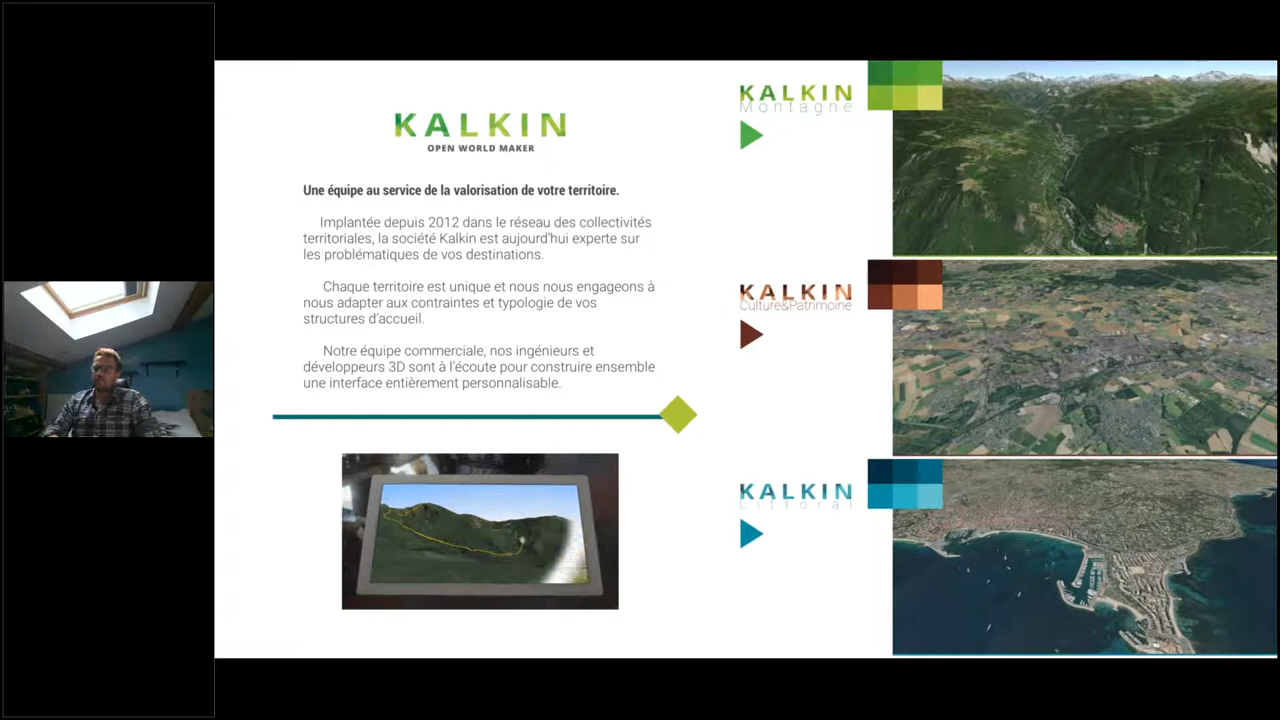 KALKIN
OPEN WORLD MAKER
Une équipe au service de la valorisation de votre territoire.
Implantée depuis 2012 dans le réseau des collectivités
territoriales, la société Kalkin est aujourd'hui experte sur
les problématiques de vos destinations.
Chaque territoire est unique et nous nous engageons à
nous adapter aux contraintes et typologie de vos
structures d'accueil.
Notre équipe commerciale, nos ingénieurs et
développeurs 3D sont à l'écoute pour construire ensemble
une interface entièrement personnalisable.
KALKIN
Montagne
KALKIN
Culture&Patrimoine
KALKIN
Littoral